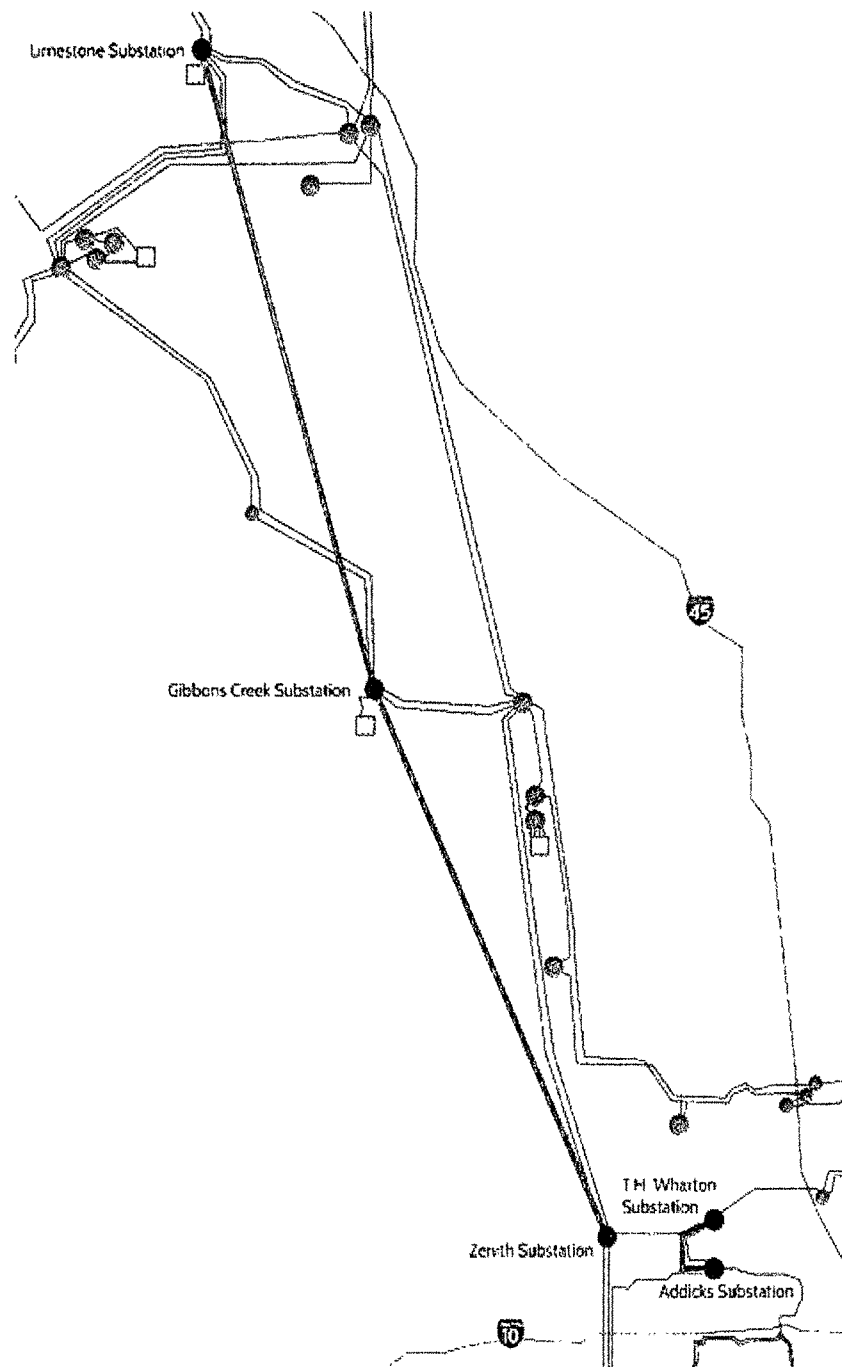 Limestone Substation
45
Gibbons Creek Substation
T H Wharton
Substation
Zenith Substation
Addicks Substation
10